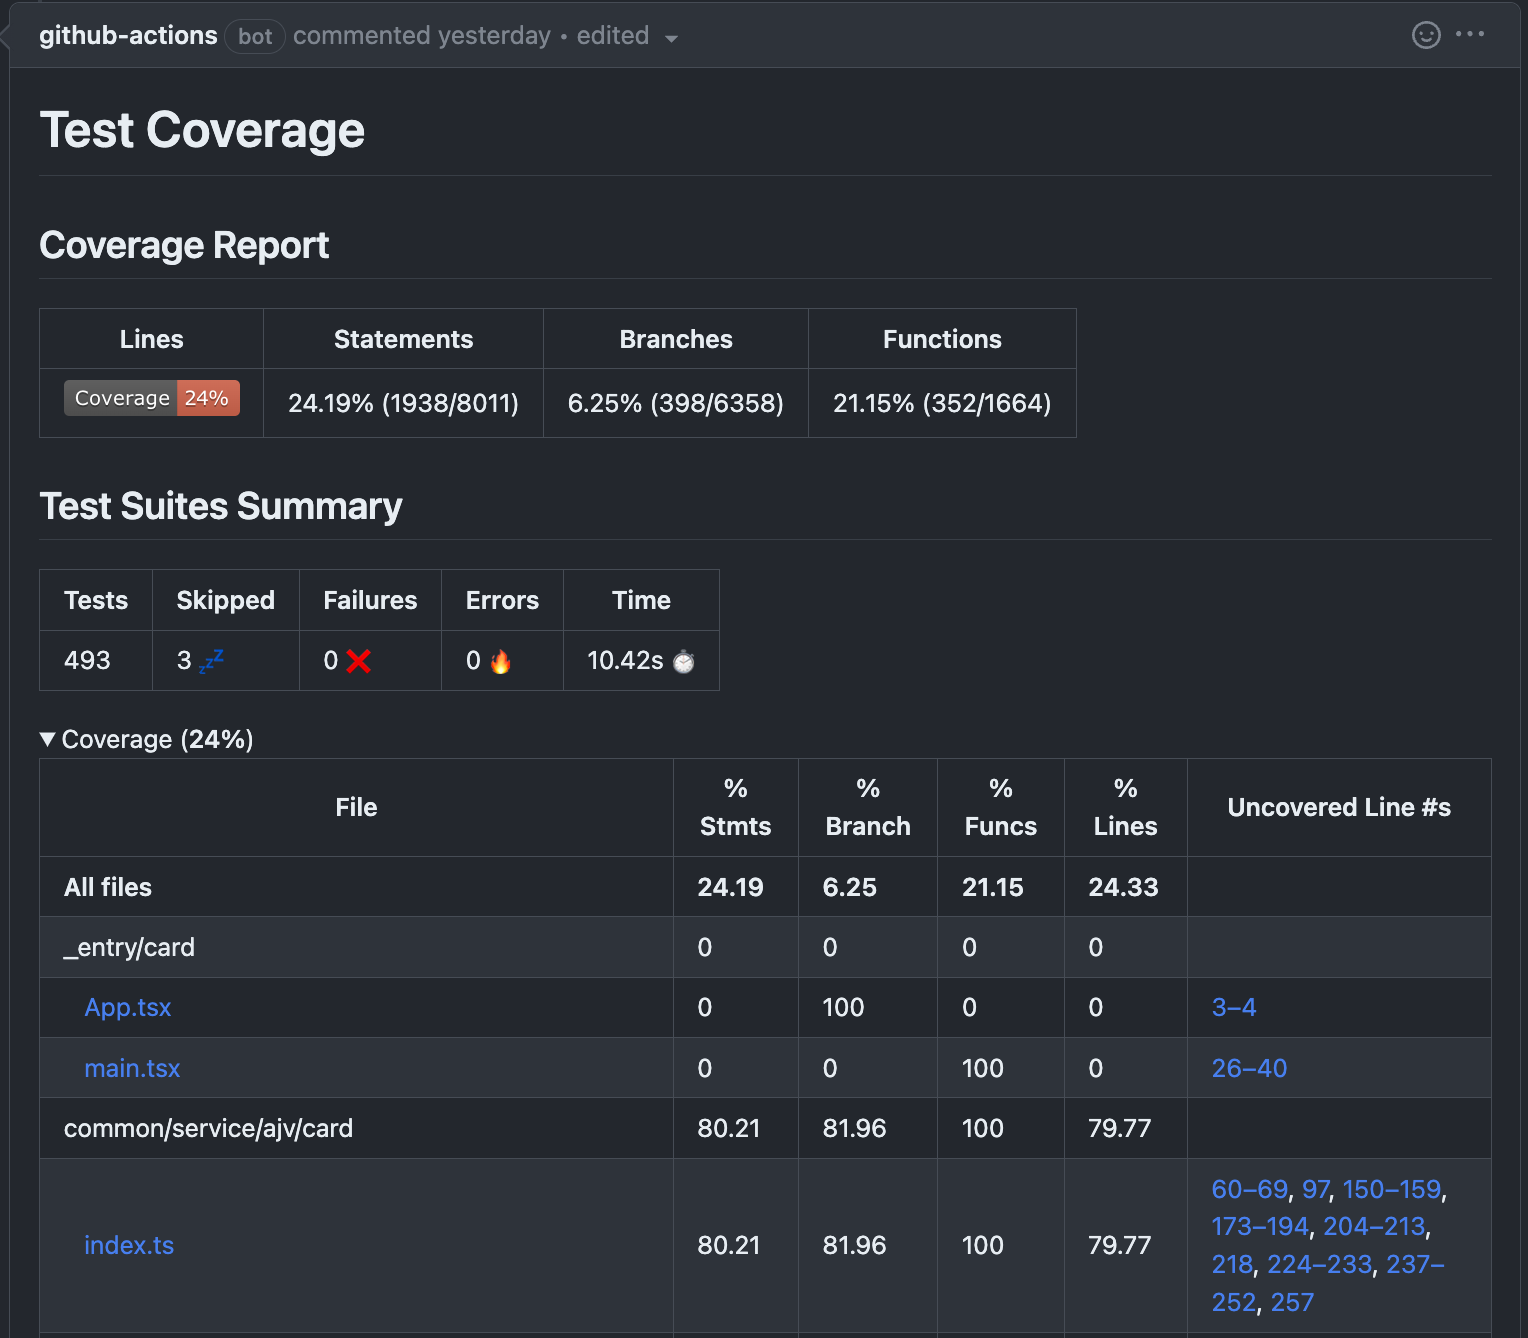 github-actions bot commented yesterday • edited
Test Coverage
Coverage Report
Lines Statements Branches Functions
Coverage 24% 24.19% (1938/8011) 6.25% (398/6358) 21.15% (352/1664)
Test Suites Summary
Tests Skipped Failures Errors Time
493 3 💤 0 ❌ 0 🔥 10.42s ⏱
▼ Coverage (24%)
File % Stmts % Branch % Funcs % Lines Uncovered Line #s
All files 24.19 6.25 21.15 24.33
_entry/card 0 0 0 0
App.tsx 0 100 0 0 3–4
main.tsx 0 0 100 0 26–40
common/service/ajv/card 80.21 81.96 100 79.77
index.ts 80.21 81.96 100 79.77 60–69, 97, 150–159,
173–194, 204–213,
218, 224–233, 237–
252, 257